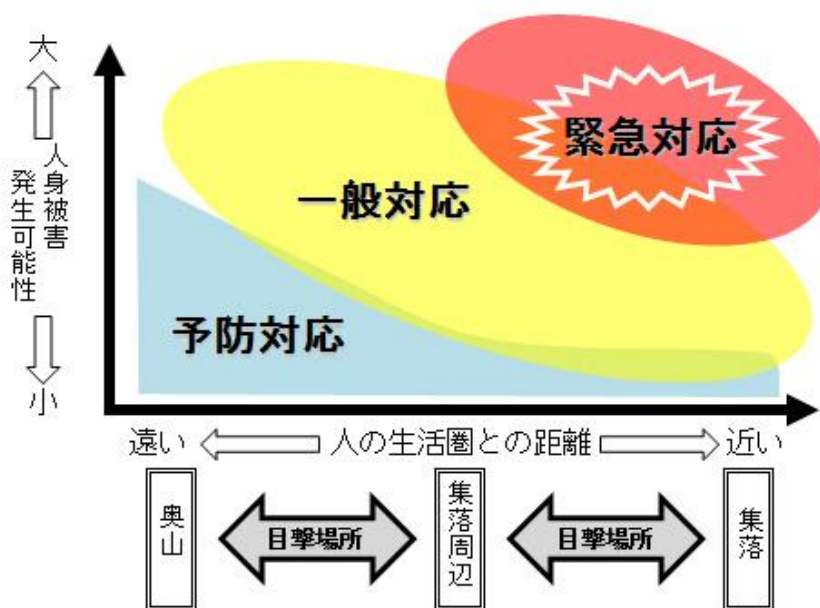 大
人身被害
発生可能性
小
緊急対応
一般対応
予防対応
遠い
人の生活圏との距離
近い
奥山
目撃場所
集落周辺
目撃場所
集落